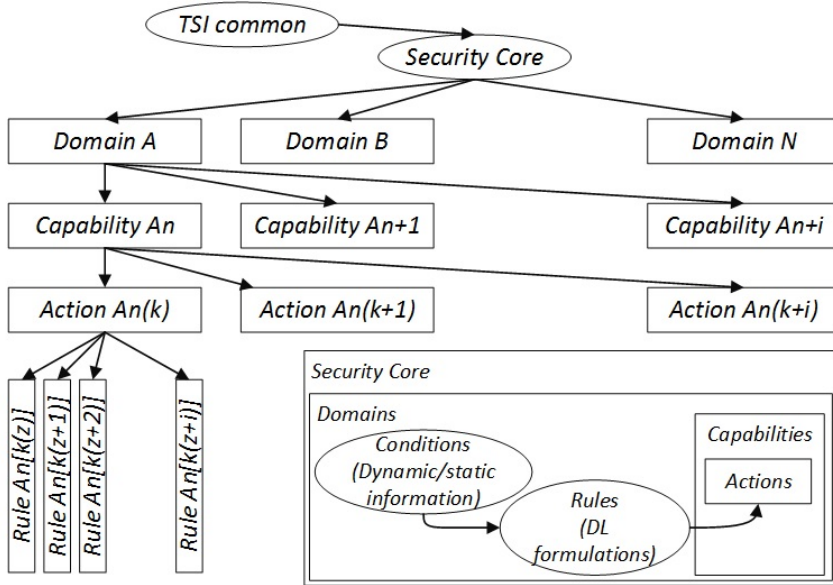 TSI common
Security Core
Domain A
Domain B
Domain N
Capability An
Capability An+1
Capability An+i
Action An(k)
Action An(k+1)
Action An(k+i)
Rule An[k(z)]
Rule An[k(z+1)]
Rule An[k(z+2)]
Rule An[k(z+i)]
Security Core
Domains
Conditions
(Dynamic/static
information)
Rules
(DL
formulations)
Capabilities
Actions